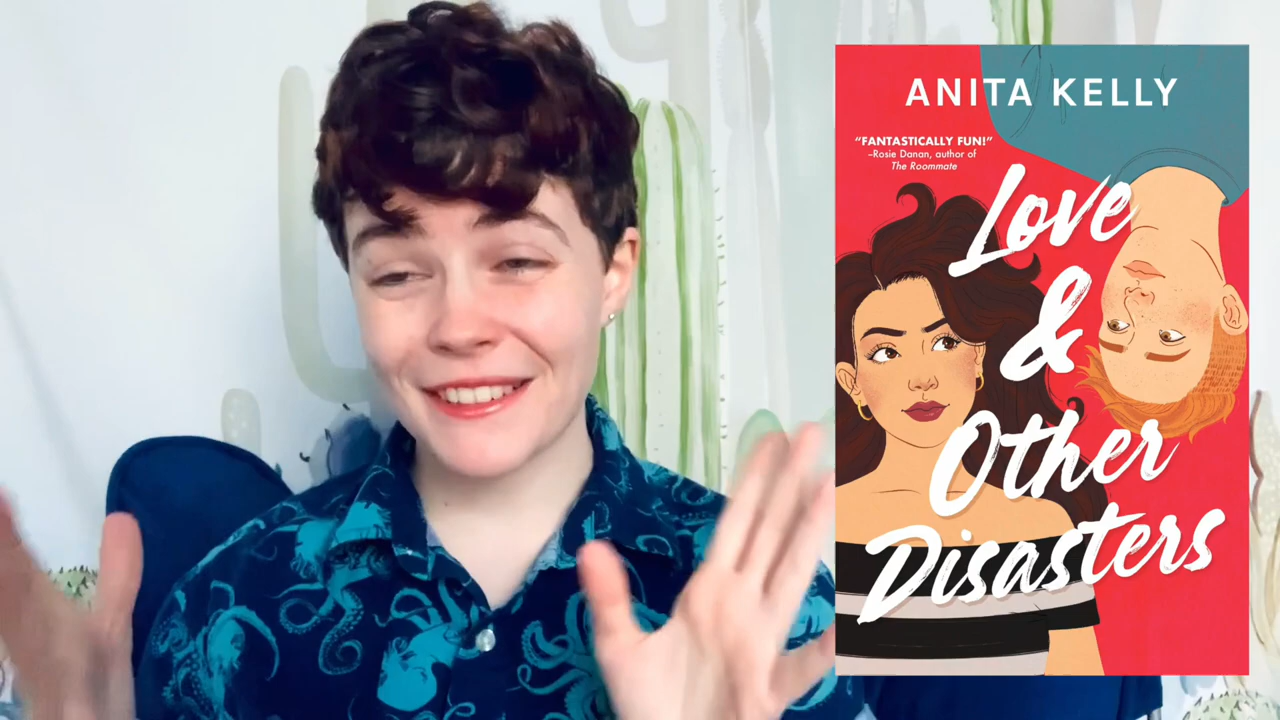 ANITA KELLY
“FANTASTICALLY FUN!”
–Rosie Danan, author of
The Roommate
Love
&
Other
Disasters